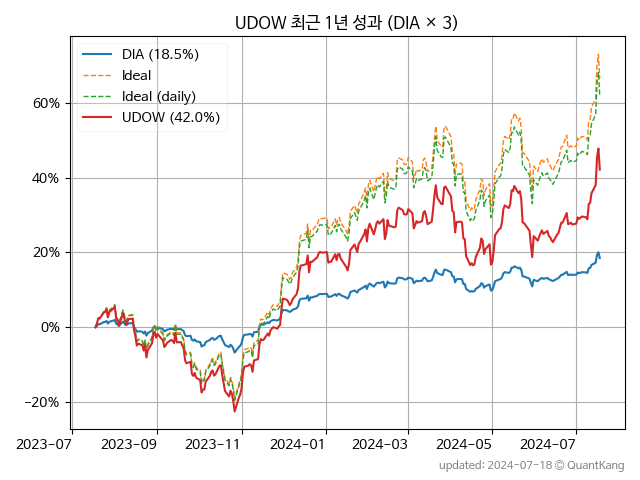 UDOW 최근 1년 성과 (DIA × 3)
DIA (18.5%)
Ideal
Ideal (daily)
UDOW (42.0%)
60%
40%
20%
0%
−20%
2023-07 2023-09 2023-11 2024-01 2024-03 2024-05 2024-07
updated: 2024-07-18 © QuantKang